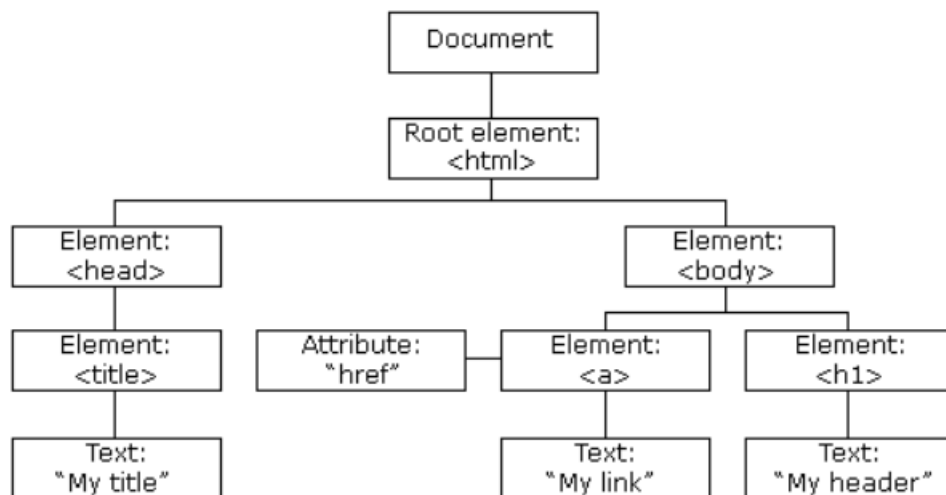 Document
Root element:
<html>
Element:
<head>
Element:
<body>
Element:
<title>
Attribute:
“href”
Element:
<a>
Element:
<h1>
Text:
“My title”
Text:
“My link”
Text:
“My header”